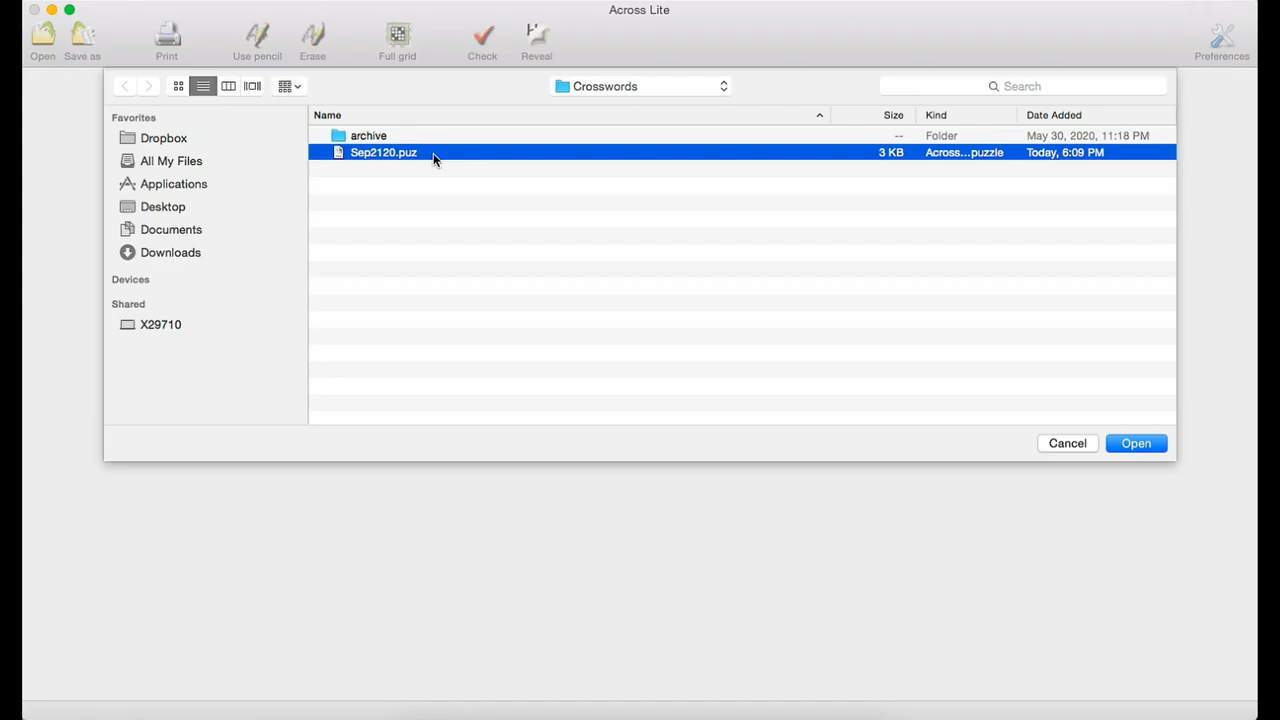 Across Lite
Open Save as Print Use pencil Erase Full grid Check Reveal Preferences
Crosswords Search
Favorites
Dropbox
All My Files
Applications
Desktop
Documents
Downloads
Devices
Shared
X29710
Name Size Kind Date Added
archive -- Folder May 30, 2020, 11:18 PM
Sep2120.puz 3 KB Across...puzzle Today, 6:09 PM
Cancel Open